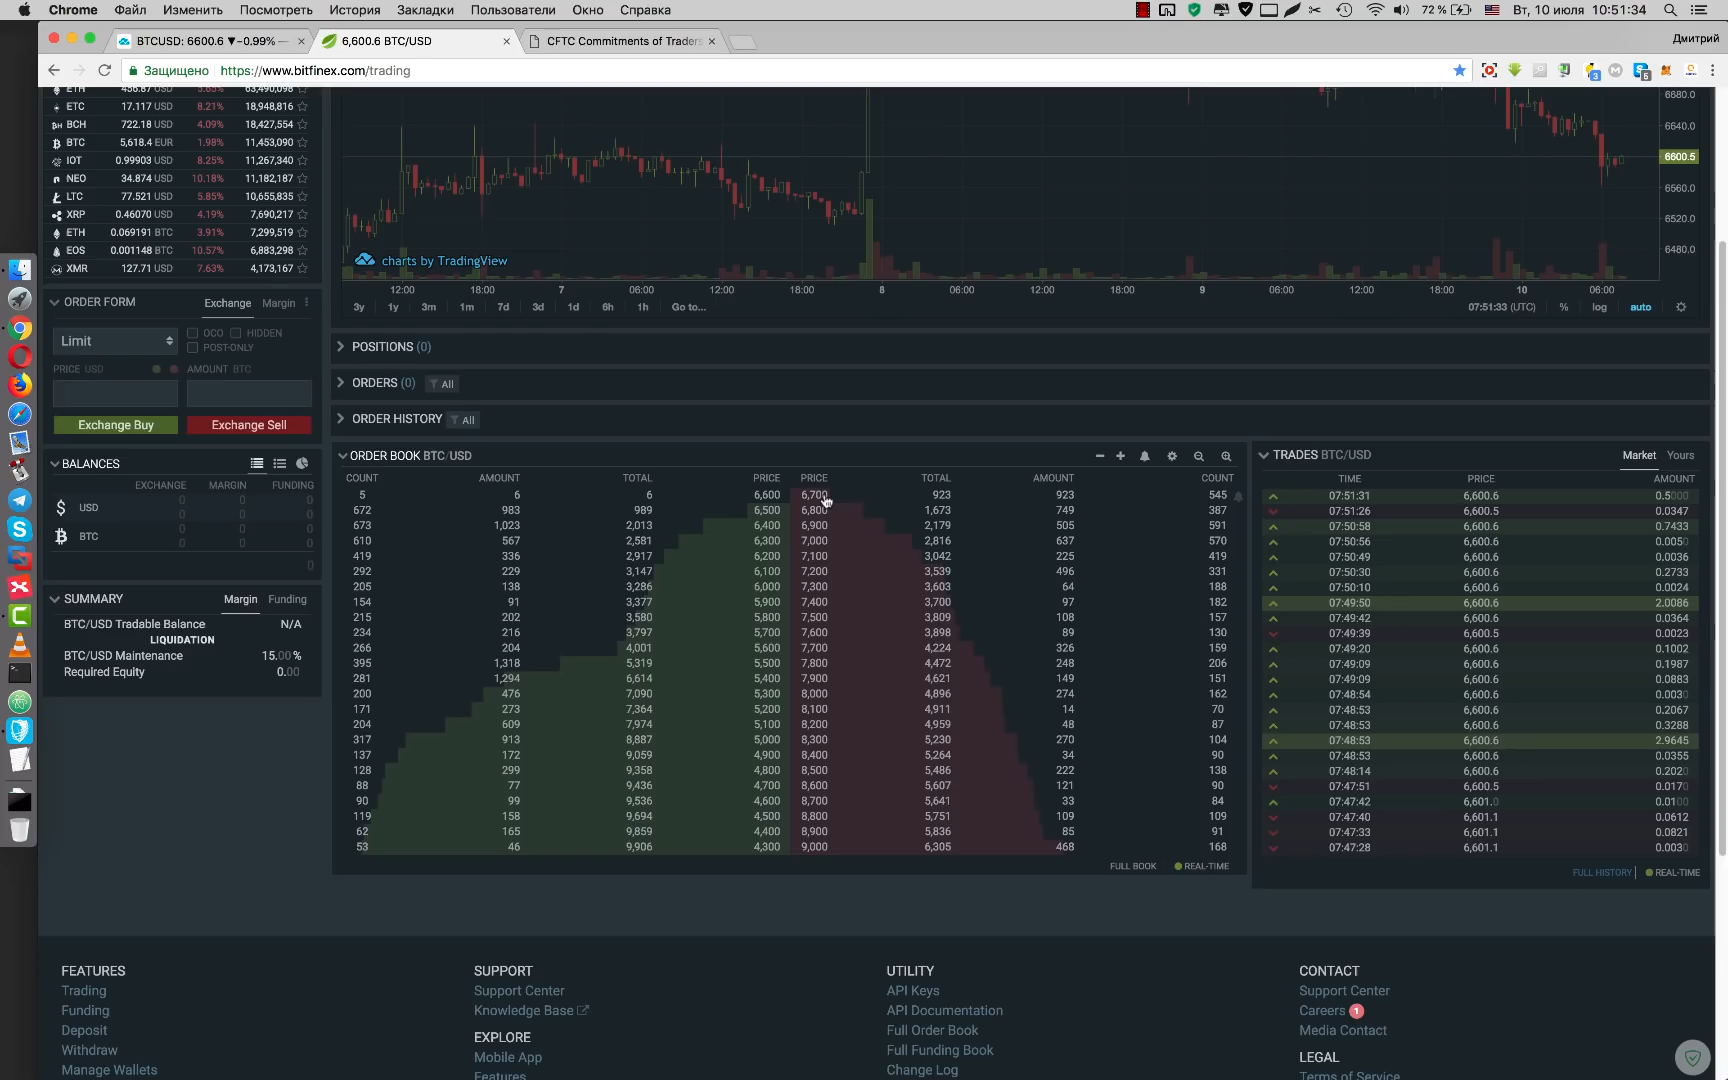 Chrome Файл Изменить Посмотреть История Закладки Пользователи Окно Справка 72 % Вт, 10 июля 10:51:34
BTCUSD: 6600.6 ▼−0.99% —
6,600.6 BTC/USD
CFTC Commitments of Traders
Дмитрий
Защищено https://www.bitfinex.com/trading
ETH 456.87 USD 5.65% 63,490,098
ETC 17.117 USD 8.21% 18,948,816
BCH 722.18 USD 4.09% 18,427,554
BTC 5,618.4 EUR 1.98% 11,453,090
IOT 0.99903 USD 8.25% 11,267,340
NEO 34.874 USD 10.18% 11,182,187
LTC 77.521 USD 5.85% 10,655,835
XRP 0.46070 USD 4.19% 7,690,217
ETH 0.069191 BTC 3.91% 7,299,519
EOS 0.001148 BTC 10.57% 6,883,298
XMR 127.71 USD 7.63% 4,173,167
6680.0
6640.0
6600.5
6560.0
6520.0
6480.0
charts by TradingView
12:00 18:00 7 06:00 12:00 18:00 8 06:00 12:00 18:00 9 06:00 12:00 18:00 10 06:00
3y 1y 3m 1m 7d 3d 1d 6h 1h Go to... 07:51:33 (UTC) % log auto
ORDER FORM Exchange Margin
Limit
OCO HIDDEN
POST-ONLY
PRICE USD AMOUNT BTC
Exchange Buy Exchange Sell
BALANCES
EXCHANGE MARGIN FUNDING
$ USD 0 0 0
0 0 0
BTC 0 0 0
0 0 0
0
SUMMARY Margin Funding
BTC/USD Tradable Balance N/A
LIQUIDATION
BTC/USD Maintenance 15.00 %
Required Equity 0.00
POSITIONS (0)
ORDERS (0) All
ORDER HISTORY All
ORDER BOOK BTC/USD
COUNT AMOUNT TOTAL PRICE PRICE TOTAL AMOUNT COUNT
5 6 6 6,600 6,700 923 923 545
672 983 989 6,500 6,800 1,673 749 387
673 1,023 2,013 6,400 6,900 2,179 505 591
610 567 2,581 6,300 7,000 2,816 637 570
419 336 2,917 6,200 7,100 3,042 225 419
292 229 3,147 6,100 7,200 3,539 496 331
205 138 3,286 6,000 7,300 3,603 64 188
154 91 3,377 5,900 7,400 3,700 97 182
215 202 3,580 5,800 7,500 3,809 108 157
234 216 3,797 5,700 7,600 3,898 89 130
266 204 4,001 5,600 7,700 4,224 326 159
395 1,318 5,319 5,500 7,800 4,472 248 206
281 1,294 6,614 5,400 7,900 4,621 149 151
200 476 7,090 5,300 8,000 4,896 274 162
171 273 7,364 5,200 8,100 4,911 14 70
204 609 7,974 5,100 8,200 4,959 48 87
317 913 8,887 5,000 8,300 5,230 270 104
137 172 9,059 4,900 8,400 5,264 34 90
128 299 9,358 4,800 8,500 5,486 222 138
88 77 9,436 4,700 8,600 5,607 121 90
90 99 9,536 4,600 8,700 5,641 33 84
119 158 9,694 4,500 8,800 5,751 109 109
62 165 9,859 4,400 8,900 5,836 85 91
53 46 9,906 4,300 9,000 6,305 468 168
FULL BOOK REAL-TIME
TRADES BTC/USD Market Yours
TIME PRICE AMOUNT
07:51:31 6,600.6 0.5000
07:51:26 6,600.5 0.0347
07:50:58 6,600.6 0.7433
07:50:56 6,600.6 0.0050
07:50:49 6,600.6 0.0036
07:50:30 6,600.6 0.2733
07:50:10 6,600.6 0.0024
07:49:50 6,600.6 2.0086
07:49:42 6,600.6 0.0364
07:49:39 6,600.5 0.0023
07:49:20 6,600.6 0.1002
07:49:09 6,600.6 0.1987
07:49:09 6,600.6 0.0883
07:48:54 6,600.6 0.0030
07:48:53 6,600.6 0.2067
07:48:53 6,600.6 0.3288
07:48:53 6,600.6 2.9645
07:48:53 6,600.6 0.0355
07:48:14 6,600.6 0.2020
07:47:51 6,600.5 0.0170
07:47:42 6,601.0 0.0100
07:47:40 6,601.1 0.0612
07:47:33 6,601.1 0.0821
07:47:28 6,601.1 0.0030
FULL HISTORY REAL-TIME
FEATURES
Trading
Funding
Deposit
Withdraw
Manage Wallets
SUPPORT
Support Center
Knowledge Base
EXPLORE
Mobile App
Features
UTILITY
API Keys
API Documentation
Full Order Book
Full Funding Book
Change Log
CONTACT
Support Center
Careers 1
Media Contact
LEGAL
Terms of Service